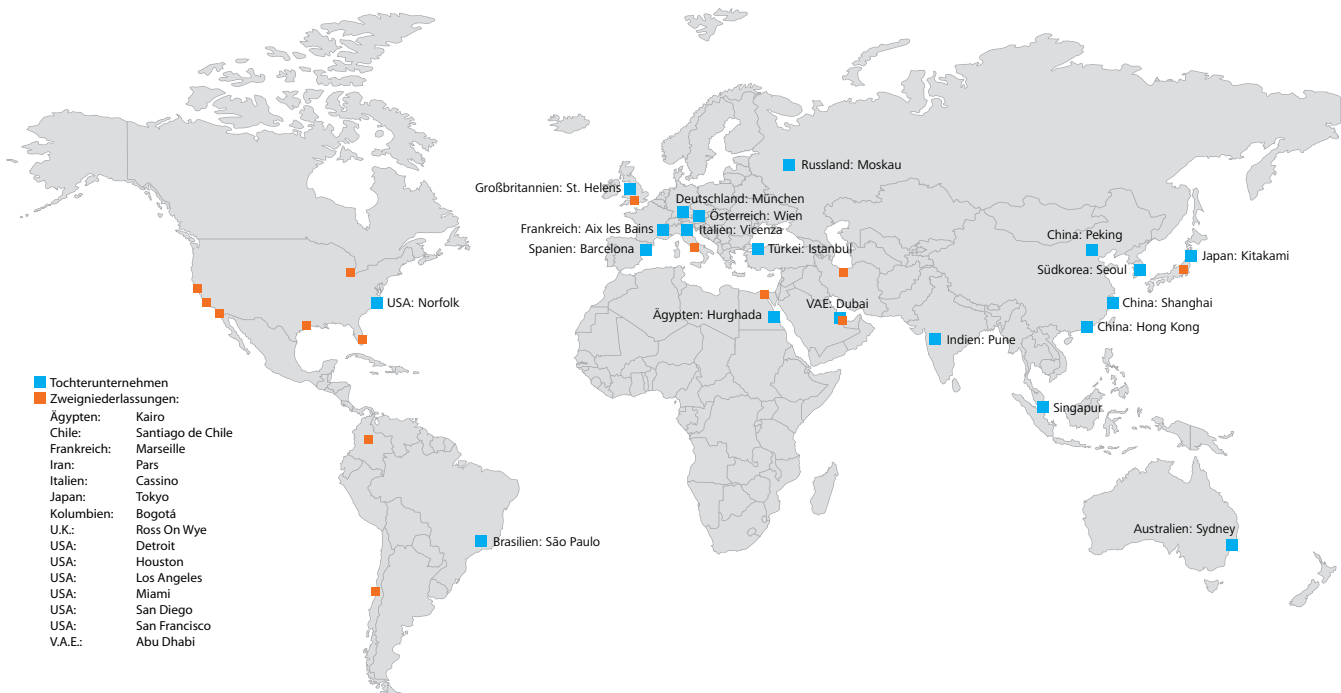 Russland: Moskau
Großbritannien: St. Helens
Deutschland: München
Österreich: Wien
Frankreich: Aix les Bains
Italien: Vicenza
Spanien: Barcelona
Türkei: Istanbul
China: Peking
Japan: Kitakami
Südkorea: Seoul
USA: Norfolk
VAE: Dubai
China: Shanghai
Ägypten: Hurghada
China: Hong Kong
Indien: Pune
Singapur
Australien: Sydney
Brasilien: São Paulo
Tochterunternehmen
Zweigniederlassungen:
Ägypten: Kairo
Chile: Santiago de Chile
Frankreich: Marseille
Iran: Pars
Italien: Cassino
Japan: Tokyo
Kolumbien: Bogotá
U.K.: Ross On Wye
USA: Detroit
USA: Houston
USA: Los Angeles
USA: Miami
USA: San Diego
USA: San Francisco
V.A.E.: Abu Dhabi